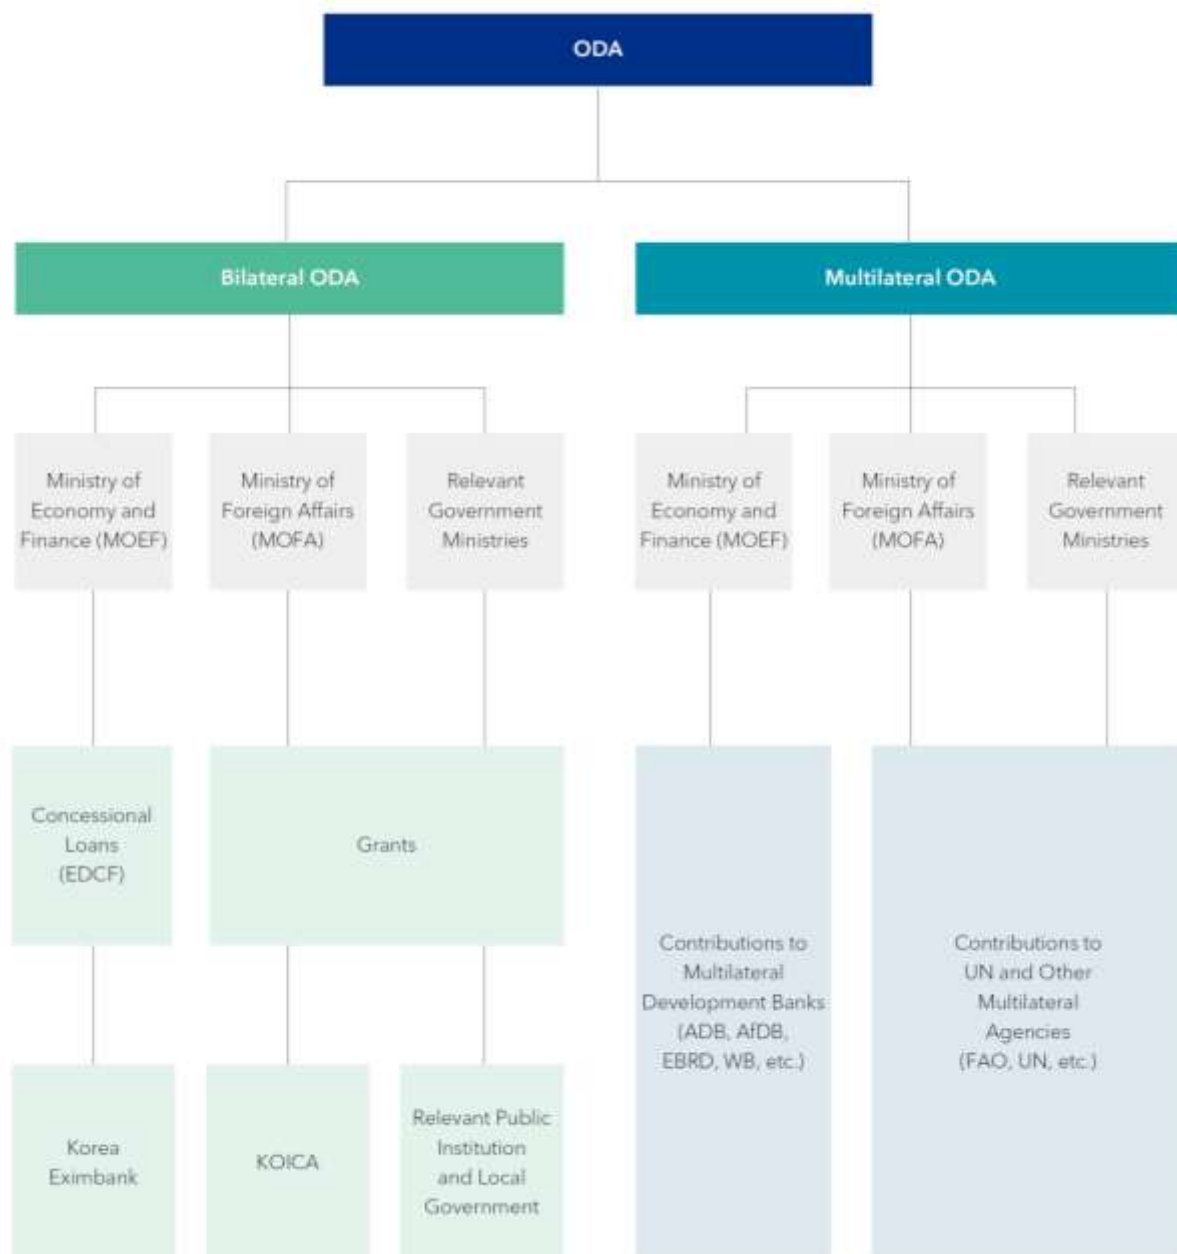 ODA
Bilateral ODA
Multilateral ODA
Ministry of
Economy and
Finance (MOEF)
Ministry of
Foreign Affairs
(MOFA)
Relevant
Government
Ministries
Ministry of
Economy and
Finance (MOEF)
Ministry of
Foreign Affairs
(MOFA)
Relevant
Government
Ministries
Concessional
Loans
(EDCF)
Grants
Contributions to
Multilateral
Development Banks
(ADB, AfDB,
EBRD, WB, etc.)
Contributions to
UN and Other
Multilateral
Agencies
(FAO, UN, etc.)
Korea
Eximbank
KOICA
Relevant Public
Institution
and Local
Government